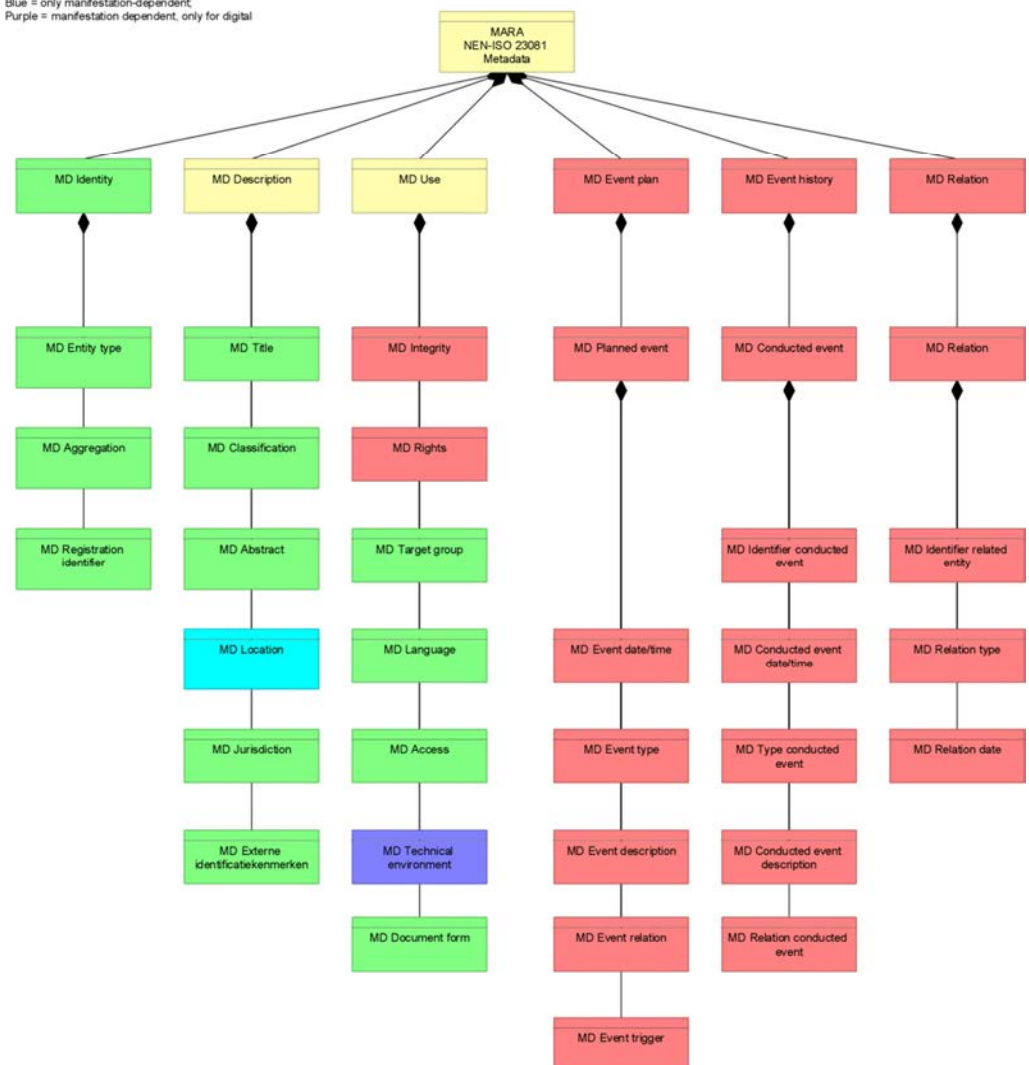 Blue = only manifestation-dependent;
Purple = manifestation dependent, only for digital
MARA
NEN-ISO 23081
Metadata
MD Identity
MD Description
MD Use
MD Event plan
MD Event history
MD Relation
MD Entity type
MD Title
MD Integrity
MD Planned event
MD Conducted event
MD Relation
MD Aggregation
MD Classification
MD Rights
MD Registration
identifier
MD Abstract
MD Target group
MD Identifier conducted
event
MD Identifier related
entity
MD Location
MD Language
MD Event date/time
MD Conducted event
date/time
MD Relation type
MD Jurisdiction
MD Access
MD Event type
MD Type conducted
event
MD Relation date
MD Externe
identificatiekenmerken
MD Technical
environment
MD Event description
MD Conducted event
description
MD Document form
MD Event relation
MD Relation conducted
event
MD Event trigger